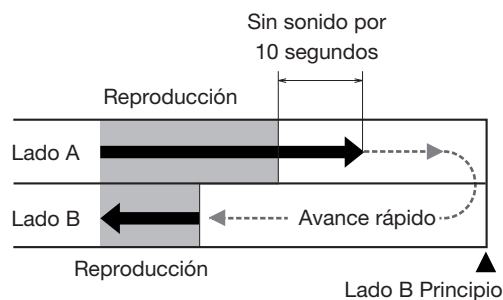 Sin sonido por
10 segundos
Reproducción
Lado A
Lado B
Avance rápido
Reproducción
Lado B Principio